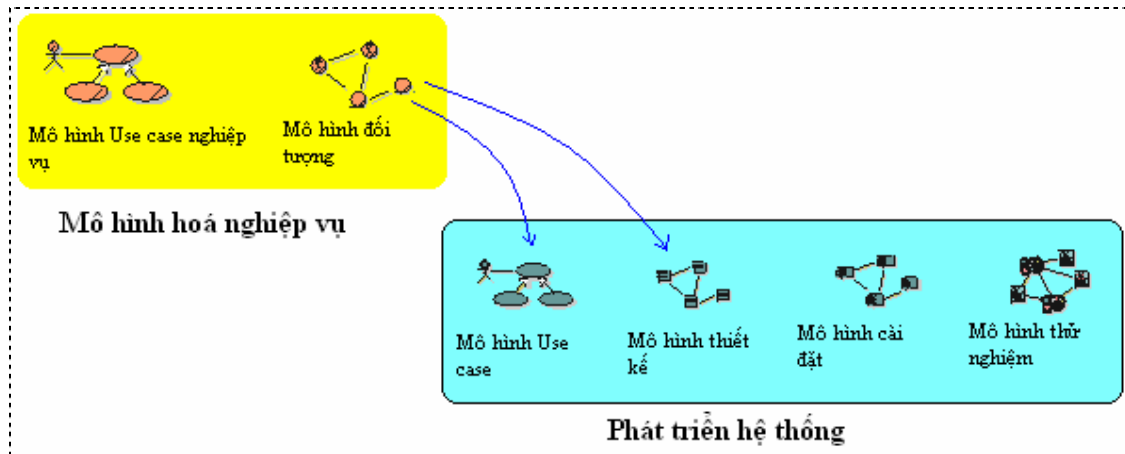 Mô hình Use case nghiệp
vụ
Mô hình đối
tượng
Mô hình hoá nghiệp vụ
Mô hình Use
case
Mô hình thiết
kế
Mô hình cài
đặt
Mô hình thử
nghiệm
Phát triển hệ thống